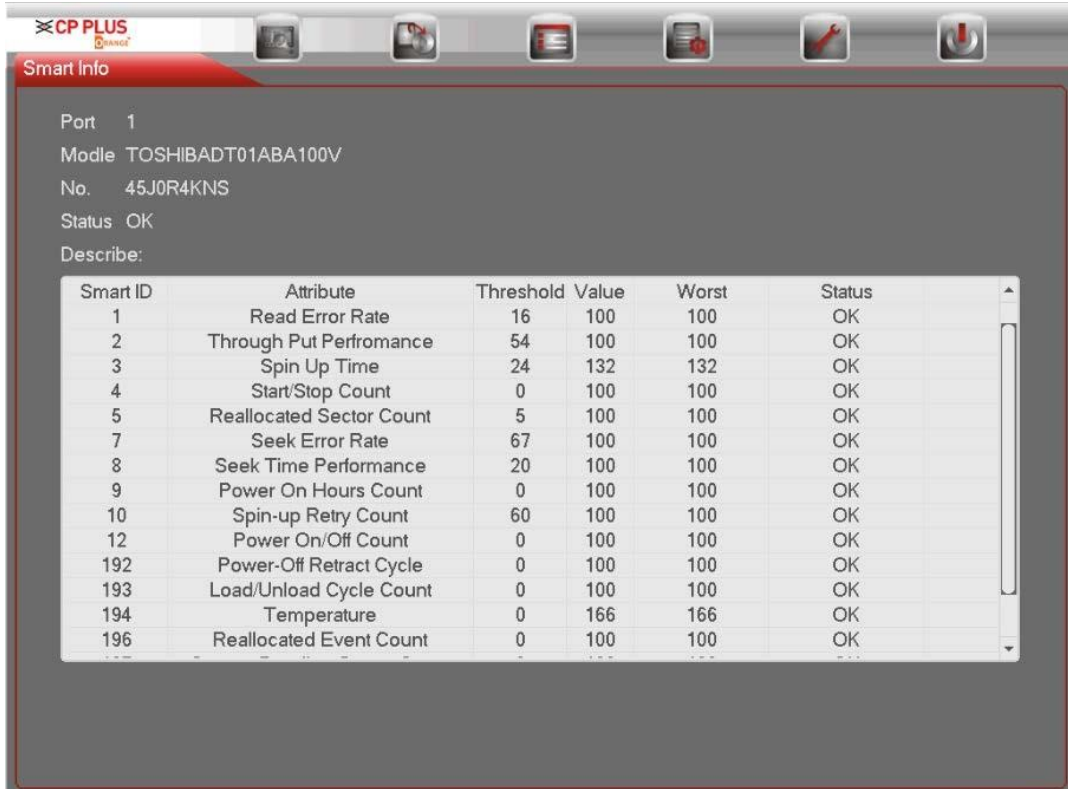 CP PLUS
ORANGE
Smart Info
Port 1
Modle TOSHIBADT01ABA100V
No. 45J0R4KNS
Status OK
Describe:
Smart ID Attribute Threshold Value Worst Status
1 Read Error Rate 16 100 100 OK
2 Through Put Perfromance 54 100 100 OK
3 Spin Up Time 24 132 132 OK
4 Start/Stop Count 0 100 100 OK
5 Reallocated Sector Count 5 100 100 OK
7 Seek Error Rate 67 100 100 OK
8 Seek Time Performance 20 100 100 OK
9 Power On Hours Count 0 100 100 OK
10 Spin-up Retry Count 60 100 100 OK
12 Power On/Off Count 0 100 100 OK
192 Power-Off Retract Cycle 0 100 100 OK
193 Load/Unload Cycle Count 0 100 100 OK
194 Temperature 0 166 166 OK
196 Reallocated Event Count 0 100 100 OK